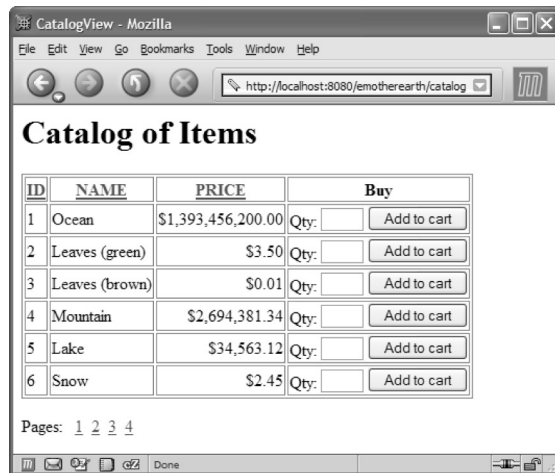 CatalogView - Mozilla
File Edit View Go Bookmarks Tools Window Help
http://localhost:8080/emotherearth/catalog
Catalog of Items
ID NAME PRICE Buy
1 Ocean $1,393,456,200.00 Qty: Add to cart
2 Leaves (green) $3.50 Qty: Add to cart
3 Leaves (brown) $0.01 Qty: Add to cart
4 Mountain $2,694,381.34 Qty: Add to cart
5 Lake $34,563.12 Qty: Add to cart
6 Snow $2.45 Qty: Add to cart
Pages: 1 2 3 4
Done